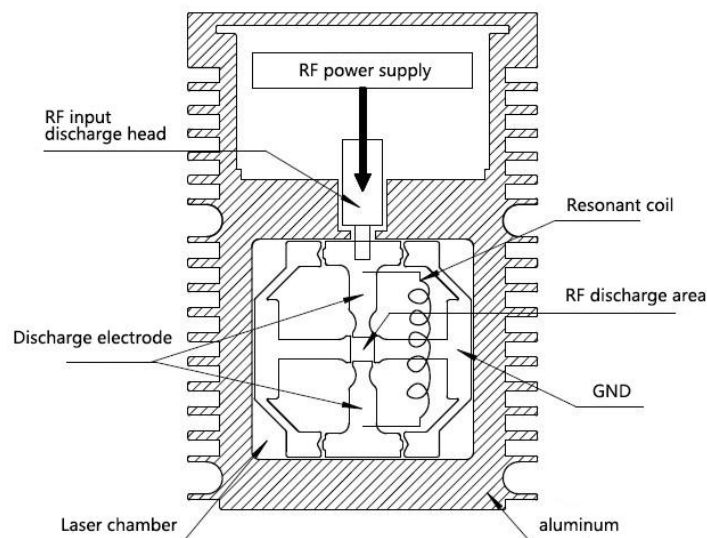 RF power supply
RF input
discharge head
Resonant coil
RF discharge area
Discharge electrode
GND
Laser chamber
aluminum